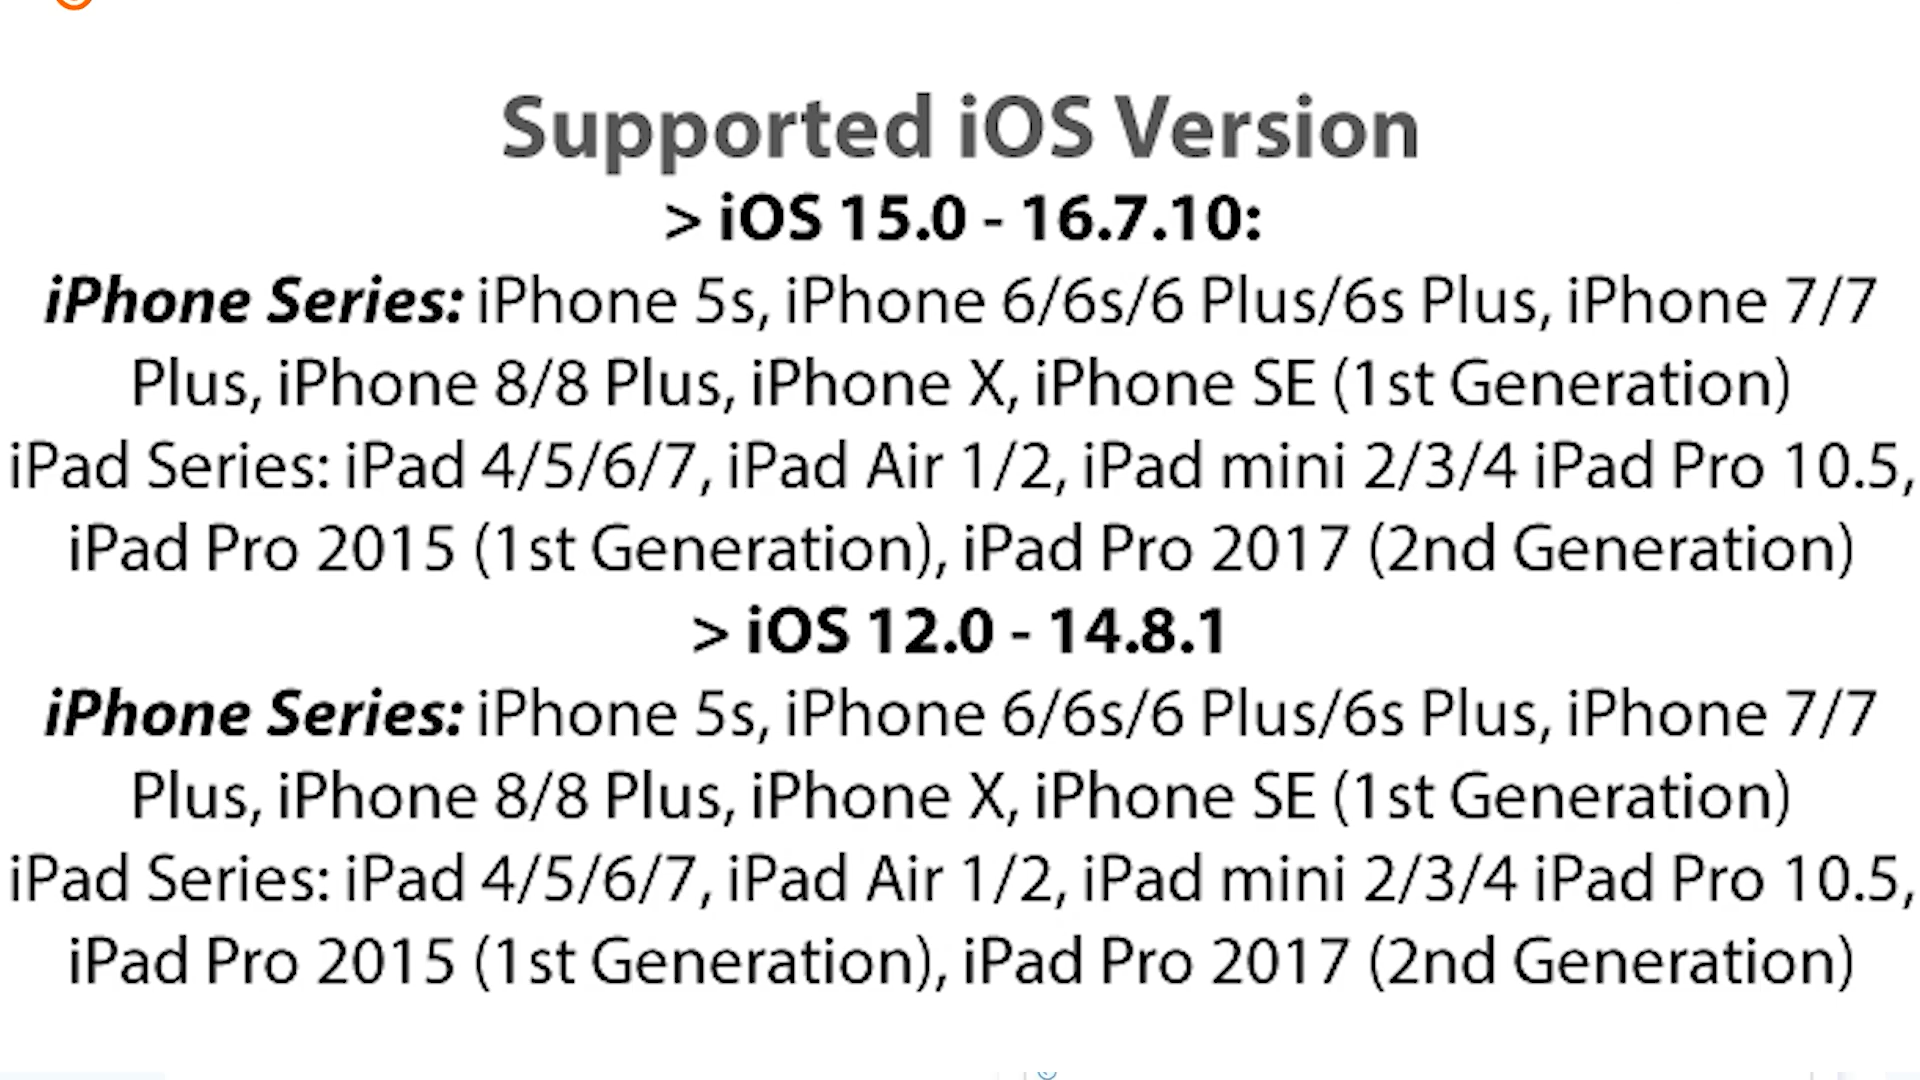 Supported iOS Version
> iOS 15.0 - 16.7.10:
iPhone Series: iPhone 5s, iPhone 6/6s/6 Plus/6s Plus, iPhone 7/7
Plus, iPhone 8/8 Plus, iPhone X, iPhone SE (1st Generation)
iPad Series: iPad 4/5/6/7, iPad Air 1/2, iPad mini 2/3/4 iPad Pro 10.5,
iPad Pro 2015 (1st Generation), iPad Pro 2017 (2nd Generation)
> iOS 12.0 - 14.8.1
iPhone Series: iPhone 5s, iPhone 6/6s/6 Plus/6s Plus, iPhone 7/7
Plus, iPhone 8/8 Plus, iPhone X, iPhone SE (1st Generation)
iPad Series: iPad 4/5/6/7, iPad Air 1/2, iPad mini 2/3/4 iPad Pro 10.5,
iPad Pro 2015 (1st Generation), iPad Pro 2017 (2nd Generation)